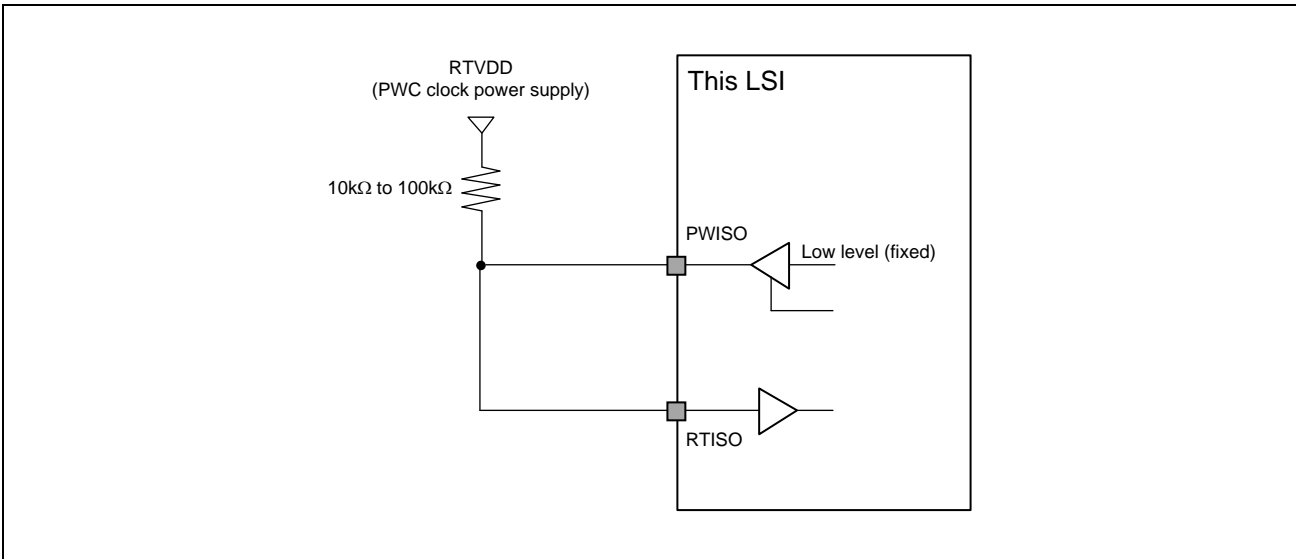 RTVDD
(PWC clock power supply)
This LSI
10kΩ to 100kΩ
PWISO
Low level (fixed)
RTISO